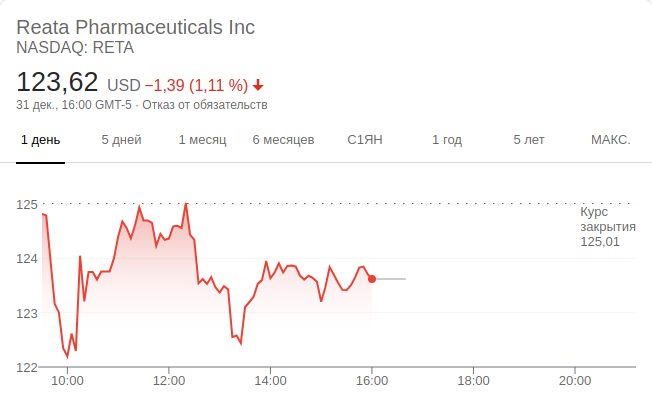 Reata Pharmaceuticals Inc
NASDAQ: RETA
123,62 USD −1,39 (1,11 %)
31 дек., 16:00 GMT-5 · Отказ от обязательств
1 день 5 дней 1 месяц 6 месяцев С1ЯН 1 год 5 лет МАКС.
125
Курс
закрытия
125,01
124
123
122
10:00 12:00 14:00 16:00 18:00 20:00